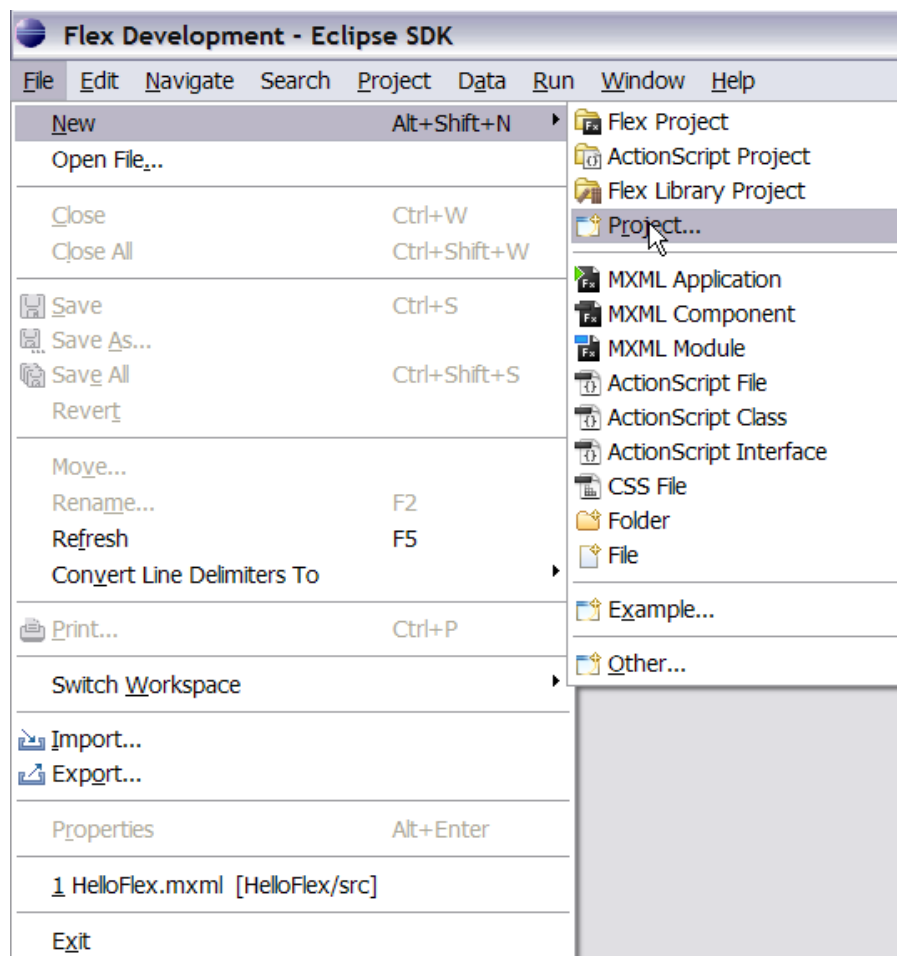 Flex Development - Eclipse SDK
File Edit Navigate Search Project Data Run Window Help
New Alt+Shift+N
Open File...
Close Ctrl+W
Close All Ctrl+Shift+W
Save Ctrl+S
Save As...
Save All Ctrl+Shift+S
Revert
Move...
Rename... F2
Refresh F5
Convert Line Delimiters To
Print... Ctrl+P
Switch Workspace
Import...
Export...
Properties Alt+Enter
1 HelloFlex.mxml [HelloFlex/src]
Exit
Flex Project
ActionScript Project
Flex Library Project
Project...
MXML Application
MXML Component
MXML Module
ActionScript File
ActionScript Class
ActionScript Interface
CSS File
Folder
File
Example...
Other...